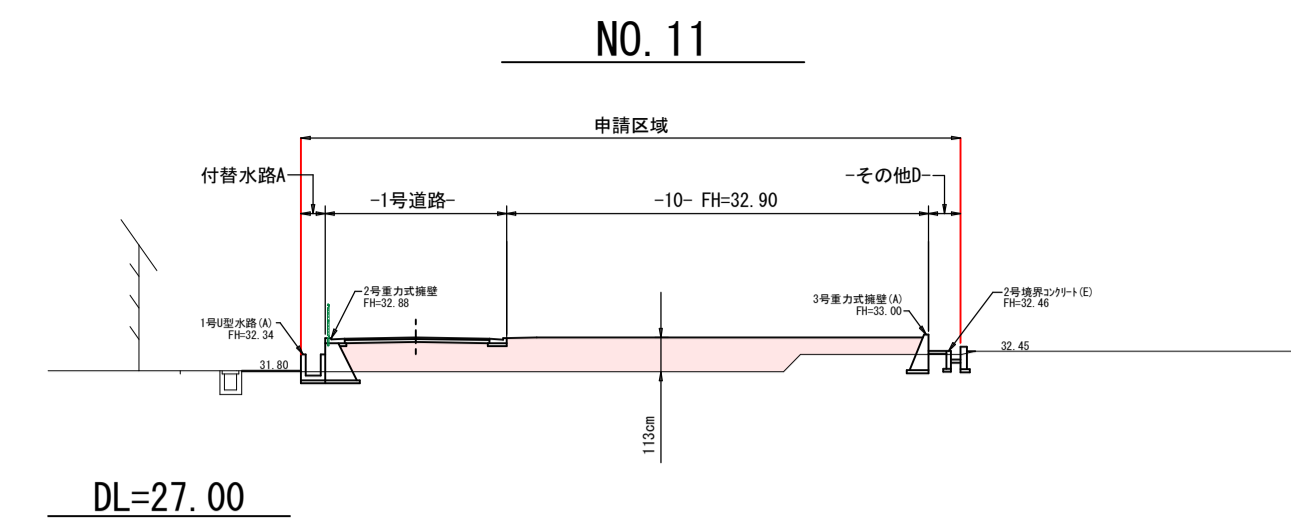 NO.11
申請区域
付替水路A
-1号道路-
-10- FH=32.90
-その他D-
1号U型水路(A)
FH=32.34
2号重力式擁壁
FH=32.88
3号重力式擁壁(A)
FH=33.00
2号境界コンクリート(E)
FH=32.46
31.80
32.45
113cm
DL=27.00